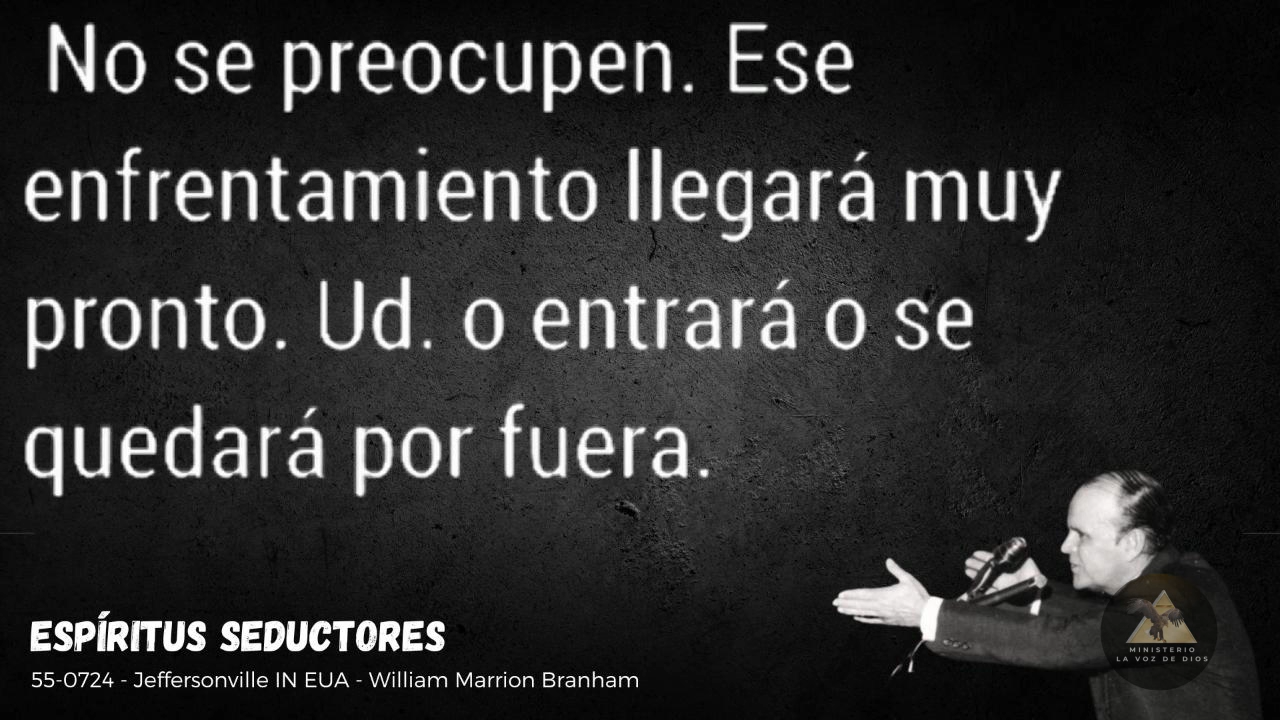 No se preocupen. Ese
enfrentamiento llegará muy
pronto. Ud. o entrará o se
quedará por fuera.
ESPÍRITUS SEDUCTORES
55-0724 - Jeffersonville IN EUA - William Marrion Branham
MINISTERIO
LA VOZ DE DIOS